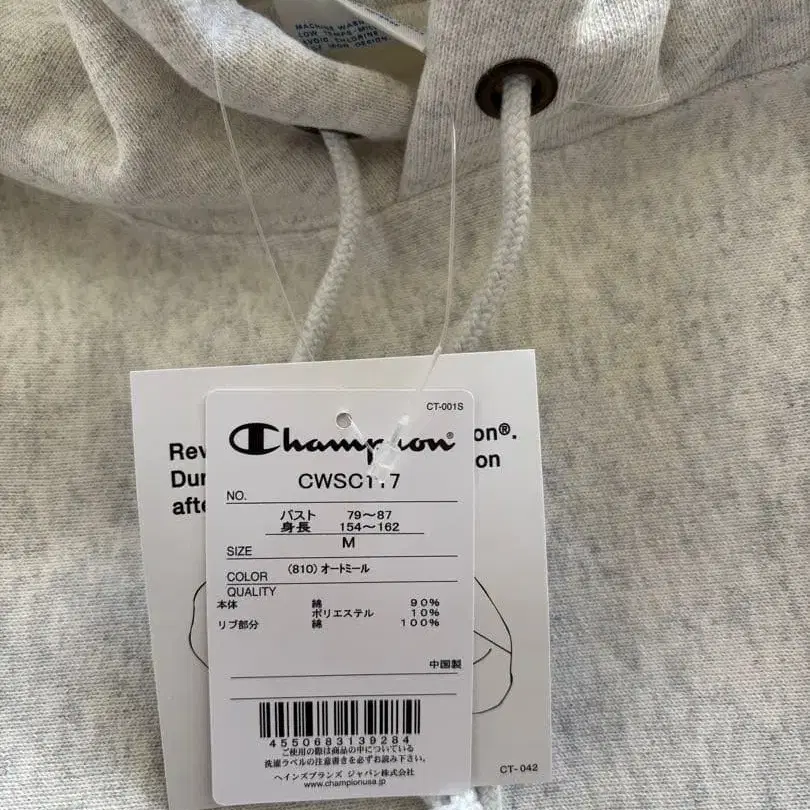 MACHINE WARM
CT-001S
Champion®
on®.
on
Rev
Dur
afte
NO.
バスト 79～87
身長 154～162
SIZE M
COLOR (810) オートミール
QUALITY
本体 綿 90%
ポリエステル 10%
リブ部分 綿 100%
中国製
4550683139284
ご使用の際は商品の中についている
洗濯ラベルの注意書きを必ずお読み下さい。
ヘインズブランズ ジャパン株式会社
www.championusa.jp
CT-042